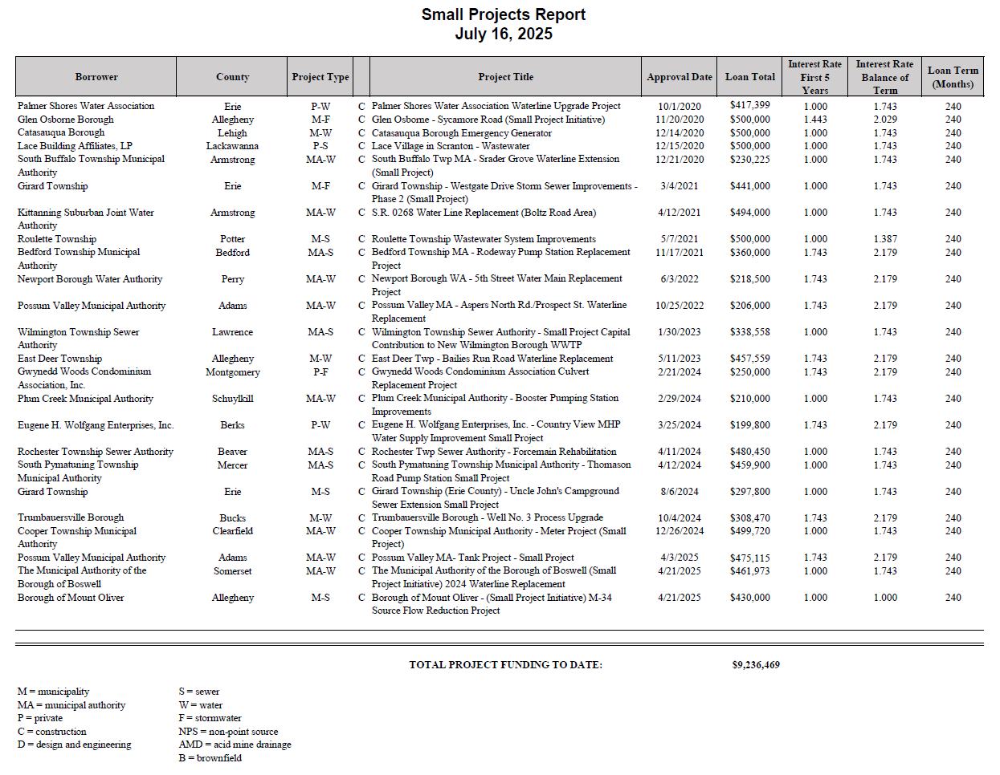 Small Projects Report
July 16, 2025
Borrower County Project Type Project Title Approval Date Loan Total Interest Rate First 5 Years Interest Rate Balance of Term Loan Term (Months)
Palmer Shores Water Association Erie P-W C Palmer Shores Water Association Waterline Upgrade Project 10/1/2020 $417,399 1.000 1.743 240
Glen Osborne Borough Allegheny M-F C Glen Osborne - Sycamore Road (Small Project Initiative) 11/20/2020 $500,000 1.443 2.029 240
Catasauqua Borough Lehigh M-W C Catasauqua Borough Emergency Generator 12/14/2020 $500,000 1.000 1.743 240
Lace Building Affiliates, LP Lackawanna P-S C Lace Village in Scranton - Wastewater 12/15/2020 $500,000 1.000 1.743 240
South Buffalo Township Municipal Armstrong MA-W C South Buffalo Twp MA - Srader Grove Waterline Extension 12/21/2020 $230,225 1.000 1.743 240
Authority (Small Project)
Girard Township Erie M-F C Girard Township - Westgate Drive Storm Sewer Improvements - 3/4/2021 $441,000 1.000 1.743 240
Phase 2 (Small Project)
Kittanning Suburban Joint Water Armstrong MA-W C S.R. 0268 Water Line Replacement (Boltz Road Area) 4/12/2021 $494,000 1.000 1.743 240
Authority
Roulette Township Potter M-S C Roulette Township Wastewater System Improvements 5/7/2021 $500,000 1.000 1.387 240
Bedford Township Municipal Bedford MA-S C Bedford Township MA - Rodeway Pump Station Replacement 11/17/2021 $360,000 1.743 2.179 240
Authority Project
Newport Borough Water Authority Perry MA-W C Newport Borough WA - 5th Street Water Main Replacement 6/3/2022 $218,500 1.743 2.179 240
Project
Possum Valley Municipal Authority Adams MA-W C Possum Valley MA - Aspers North Rd./Prospect St. Waterline 10/25/2022 $206,000 1.743 2.179 240
Replacement
Wilmington Township Sewer Lawrence MA-S C Wilmington Township Sewer Authority - Small Project Capital 1/30/2023 $338,558 1.000 1.743 240
Authority Contribution to New Wilmington Borough WWTP
East Deer Township Allegheny M-W C East Deer Twp - Bailies Run Road Waterline Replacement 5/11/2023 $457,559 1.743 2.179 240
Gwynedd Woods Condominium Montgomery P-F C Gwynedd Woods Condominium Association Culvert 2/21/2024 $250,000 1.743 2.179 240
Association, Inc. Replacement Project
Plum Creek Municipal Authority Schuylkill MA-W C Plum Creek Municipal Authority - Booster Pumping Station 2/29/2024 $210,000 1.000 1.743 240
Improvements
Eugene H. Wolfgang Enterprises, Inc. Berks P-W C Eugene H. Wolfgang Enterprises, Inc. - Country View MHP 3/25/2024 $199,800 1.743 2.179 240
Water Supply Improvement Small Project
Rochester Township Sewer Authority Beaver MA-S C Rochester Twp Sewer Authority - Forcemain Rehabilitation 4/11/2024 $480,450 1.000 1.743 240
South Pymatuning Township Mercer MA-S C South Pymatuning Township Municipal Authority - Thomason 4/12/2024 $459,900 1.000 1.743 240
Municipal Authority Road Pump Station Small Project
Girard Township Erie M-S C Girard Township (Erie County) - Uncle John's Campground 8/6/2024 $297,800 1.000 1.743 240
Sewer Extension Small Project
Trumbauersville Borough Bucks M-W C Trumbauersville Borough - Well No. 3 Process Upgrade 10/4/2024 $308,470 1.743 2.179 240
Cooper Township Municipal Clearfield MA-W C Cooper Township Municipal Authority - Meter Project (Small 12/26/2024 $499,720 1.000 1.743 240
Authority Project)
Possum Valley Municipal Authority Adams MA-W C Possum Valley MA- Tank Project - Small Project 4/3/2025 $475,115 1.743 2.179 240
The Municipal Authority of the Somerset MA-W C The Municipal Authority of the Borough of Boswell (Small 4/21/2025 $461,973 1.000 1.743 240
Borough of Boswell Project Initiative) 2024 Waterline Replacement
Borough of Mount Oliver Allegheny M-S C Borough of Mount Oliver - (Small Project Initiative) M-34 4/21/2025 $430,000 1.000 1.000 240
Source Flow Reduction Project
TOTAL PROJECT FUNDING TO DATE: $9,236,469
M = municipality S = sewer
MA = municipal authority W = water
P = private F = stormwater
C = construction NPS = non-point source
D = design and engineering AMD = acid mine drainage
B = brownfield